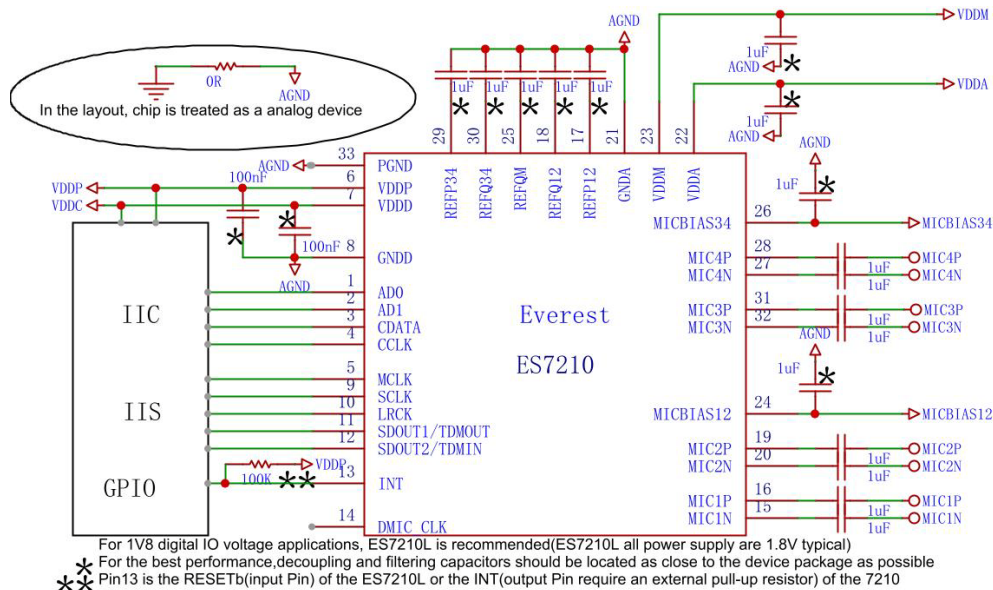 VDDM
1uF
AGND
AGND
VDDA
0R
AGND
In the layout, chip is treated as a analog device
1uF 1uF 1uF 1uF 1uF
1uF
AGND
29 30 25 18 17 21 23 22
REFP34 REFQ34 REFQM REFQ12 REFP12 GNDA VDDM VDDA
AGND
33 PGND
VDDP 6 VDDP
VDDC 7 VDDD
100nF
100nF
8 GNDD
AGND
AGND
1uF
26 MICBIAS34 MICBIAS34
28 MIC4P 1uF MIC4P
27 MIC4N 1uF MIC4N
31 MIC3P 1uF MIC3P
32 MIC3N 1uF MIC3N
AGND
1uF
24 MICBIAS12 MICBIAS12
19 MIC2P 1uF MIC2P
20 MIC2N 1uF MIC2N
16 MIC1P 1uF MIC1P
15 MIC1N 1uF MIC1N
Everest
ES7210
IIC
IIS
GPIO
1 AD0
2 AD1
3 CDATA
4 CCLK
5 MCLK
9 SCLK
10 LRCK
11 SDOUT1/TDMOUT
12 SDOUT2/TDMIN
VDDP
100K **
13 INT
14 DMIC_CLK
For 1V8 digital IO voltage applications, ES7210L is recommended(ES7210L all power supply are 1.8V typical)
* For the best performance,decoupling and filtering capacitors should be located as close to the device package as possible
** Pin13 is the RESETb(input Pin) of the ES7210L or the INT(output Pin require an external pull-up resistor) of the 7210